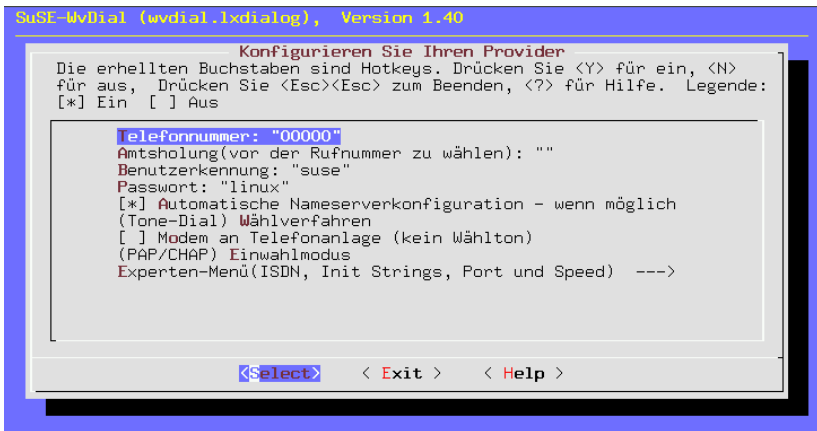 SuSE-WvDial (wvdial.lxdialog), Version 1.40
Konfigurieren Sie Ihren Provider
Die erhellten Buchstaben sind Hotkeys. Drücken Sie <Y> für ein, <N>
für aus, Drücken Sie <Esc><Esc> zum Beenden, <?> für Hilfe. Legende:
[*] Ein [ ] Aus
Telefonnummer: "00000"
Amtsholung(vor der Rufnummer zu wählen): ""
Benutzerkennung: "suse"
Passwort: "linux"
[*] Automatische Nameserverkonfiguration - wenn möglich
(Tone-Dial) Wählverfahren
[ ] Modem an Telefonanlage (kein Wählton)
(PAP/CHAP) Einwahlmodus
Experten-Menü(ISDN, Init Strings, Port und Speed) --->
<Select> < Exit > < Help >